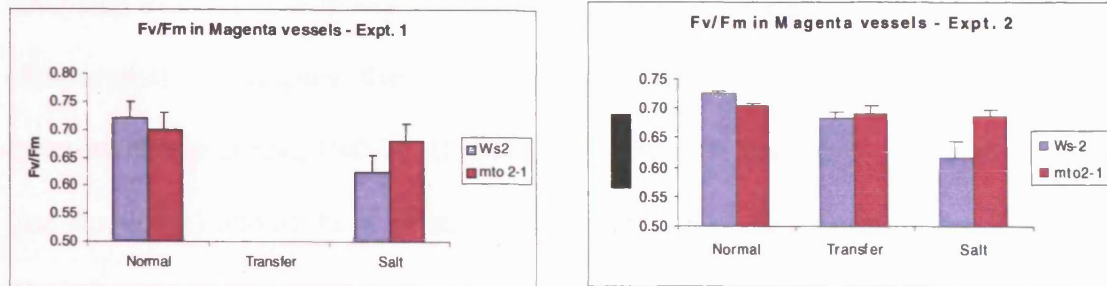 Fv/Fm in Magenta vessels - Expt. 1
0.80
0.75
0.70
0.65
0.60
0.55
0.50
Fv/Fm
Normal
Transfer
Salt
Ws2
mto 2-1
Fv/Fm in Magenta vessels - Expt. 2
0.75
0.70
0.65
0.60
0.55
0.50
Normal
Transfer
Salt
Ws-2
mto2-1